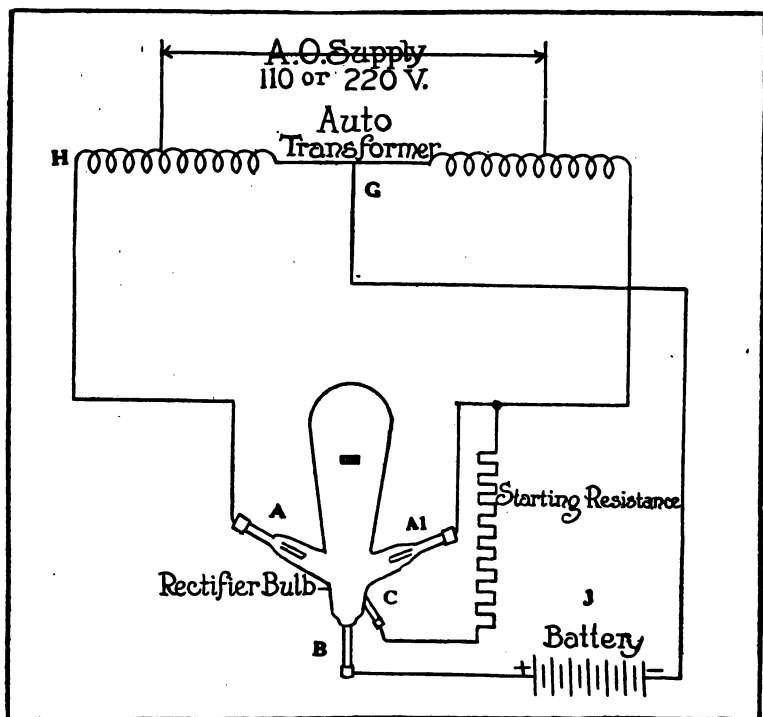 A.O.Supply
110 or 220 V.
Auto
Transformer
H
G
A
A1
Starting Resistance
Rectifier Bulb
C
J
B
Battery
+ −